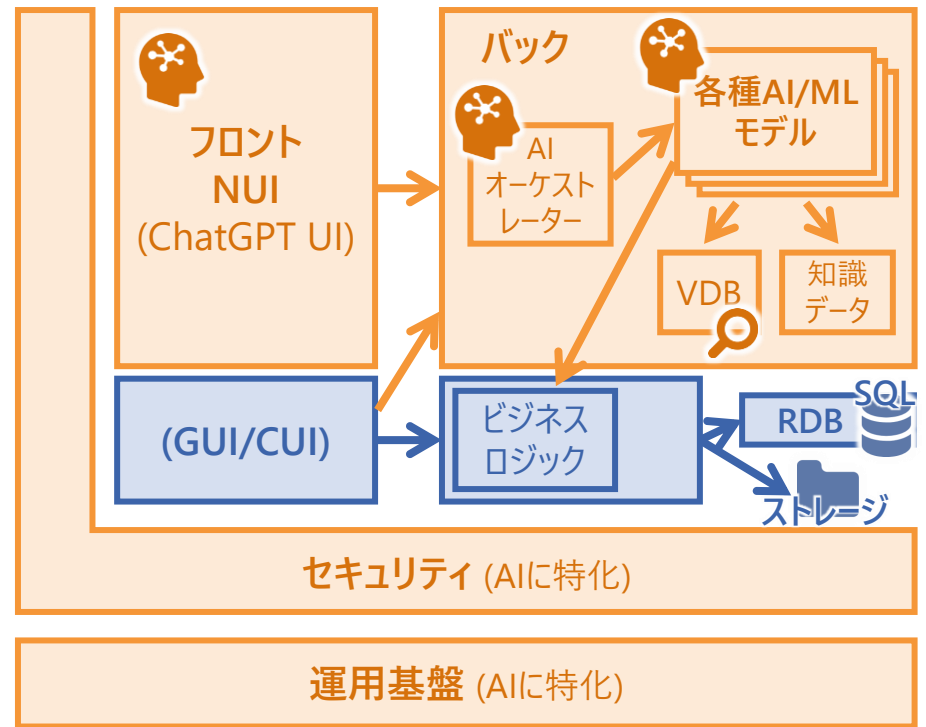 フロント
NUI
(ChatGPT UI)
バック
各種AI/ML
モデル
AI
オーケスト
レーター
VDB
知識
データ
(GUI/CUI)
ビジネス
ロジック
RDB
SQL
ストレージ
セキュリティ (AIに特化)
運用基盤 (AIに特化)